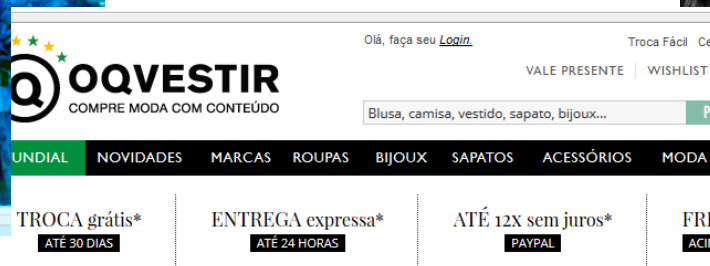 Olá, faça seu Login.
Troca Fácil
VALE PRESENTE WISHLIST
OQVESTIR
COMPRE MODA COM CONTEÚDO
Blusa, camisa, vestido, sapato, bijoux...
UNDIAL NOVIDADES MARCAS ROUPAS BIJOUX SAPATOS ACESSÓRIOS MODA
TROCA grátis* ENTREGA expressa* ATÉ 12X sem juros*
ATÉ 30 DIAS ATÉ 24 HORAS PAYPAL